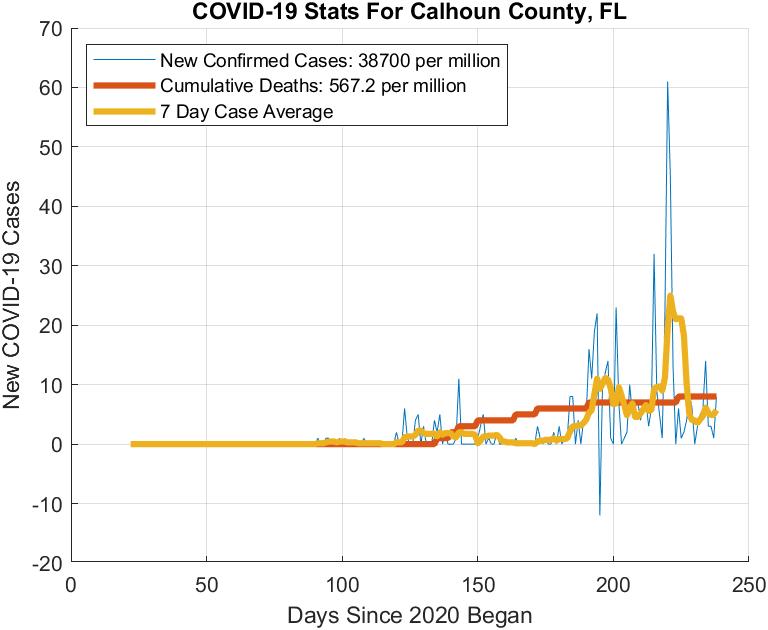 COVID-19 Stats For Calhoun County, FL
New Confirmed Cases: 38700 per million
Cumulative Deaths: 567.2 per million
7 Day Case Average
New COVID-19 Cases
70
60
50
40
30
20
10
0
-10
-20
0 50 100 150 200 250
Days Since 2020 Began